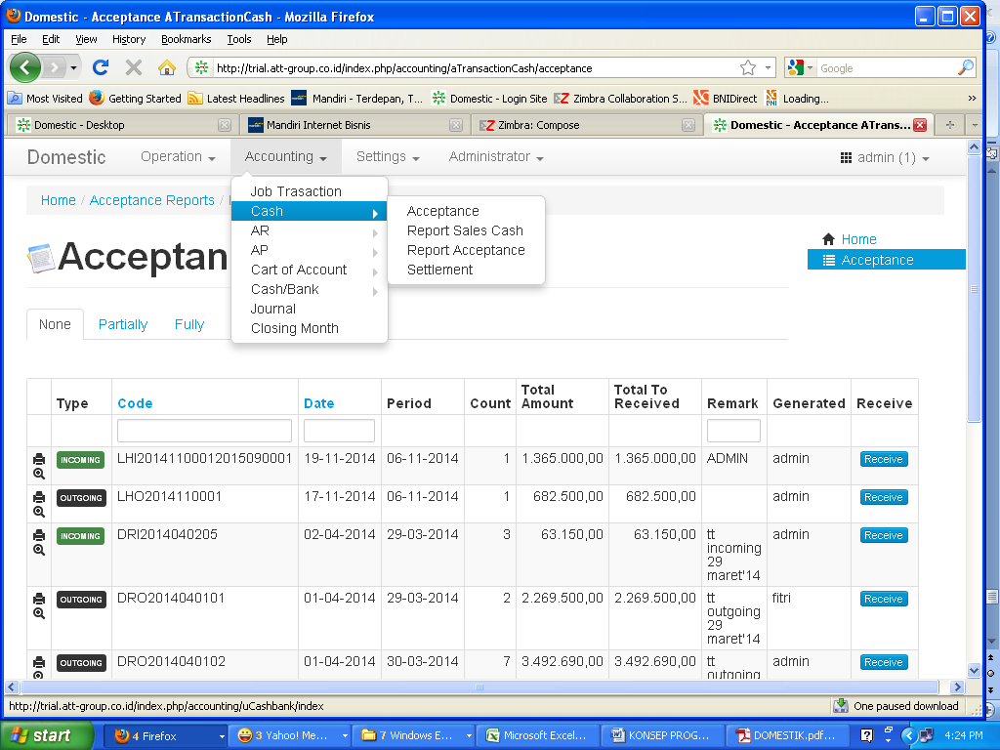 Domestic - Acceptance ATransactionCash - Mozilla Firefox
File Edit View History Bookmarks Tools Help
http://trial.att-group.co.id/index.php/accounting/aTransactionCash/acceptance
Google
Most Visited Getting Started Latest Headlines Mandiri - Terdepan, T... Domestic - Login Site Zimbra Collaboration S... BNIDirect Loading... »
Domestic - Desktop Mandiri Internet Bisnis Zimbra: Compose Domestic - Acceptance ATrans...
Domestic Operation Accounting Settings Administrator admin (1)
Job Trasaction
Home / Acceptance Reports /
Cash
AR
AP
Cart of Account
Cash/Bank
Journal
Closing Month
Acceptance
Report Sales Cash
Report Acceptance
Settlement
Acceptan
Home
Acceptance
None Partially Fully
Type Code Date Period Count Total Amount Total To Received Remark Generated Receive
INCOMING LHI20141100012015090001 19-11-2014 06-11-2014 1 1.365.000,00 1.365.000,00 ADMIN admin Receive
OUTGOING LHO2014110001 17-11-2014 06-11-2014 1 682.500,00 682.500,00 admin Receive
INCOMING DRI2014040205 02-04-2014 29-03-2014 3 63.150,00 63.150,00 tt admin Receive
incoming
29
maret'14
OUTGOING DRO2014040101 01-04-2014 29-03-2014 2 2.269.500,00 2.269.500,00 tt fitri Receive
outgoing
29
maret'14
OUTGOING DRO2014040102 01-04-2014 30-03-2014 7 3.492.690,00 3.492.690,00 tt admin Receive
outgoing
http://trial.att-group.co.id/index.php/accounting/uCashbank/index One paused download
start 4 Firefox 3 Yahoo! Me... 7 Windows E... Microsoft Excel... KONSEP PROG... DOMESTIK.pdf... 4:24 PM